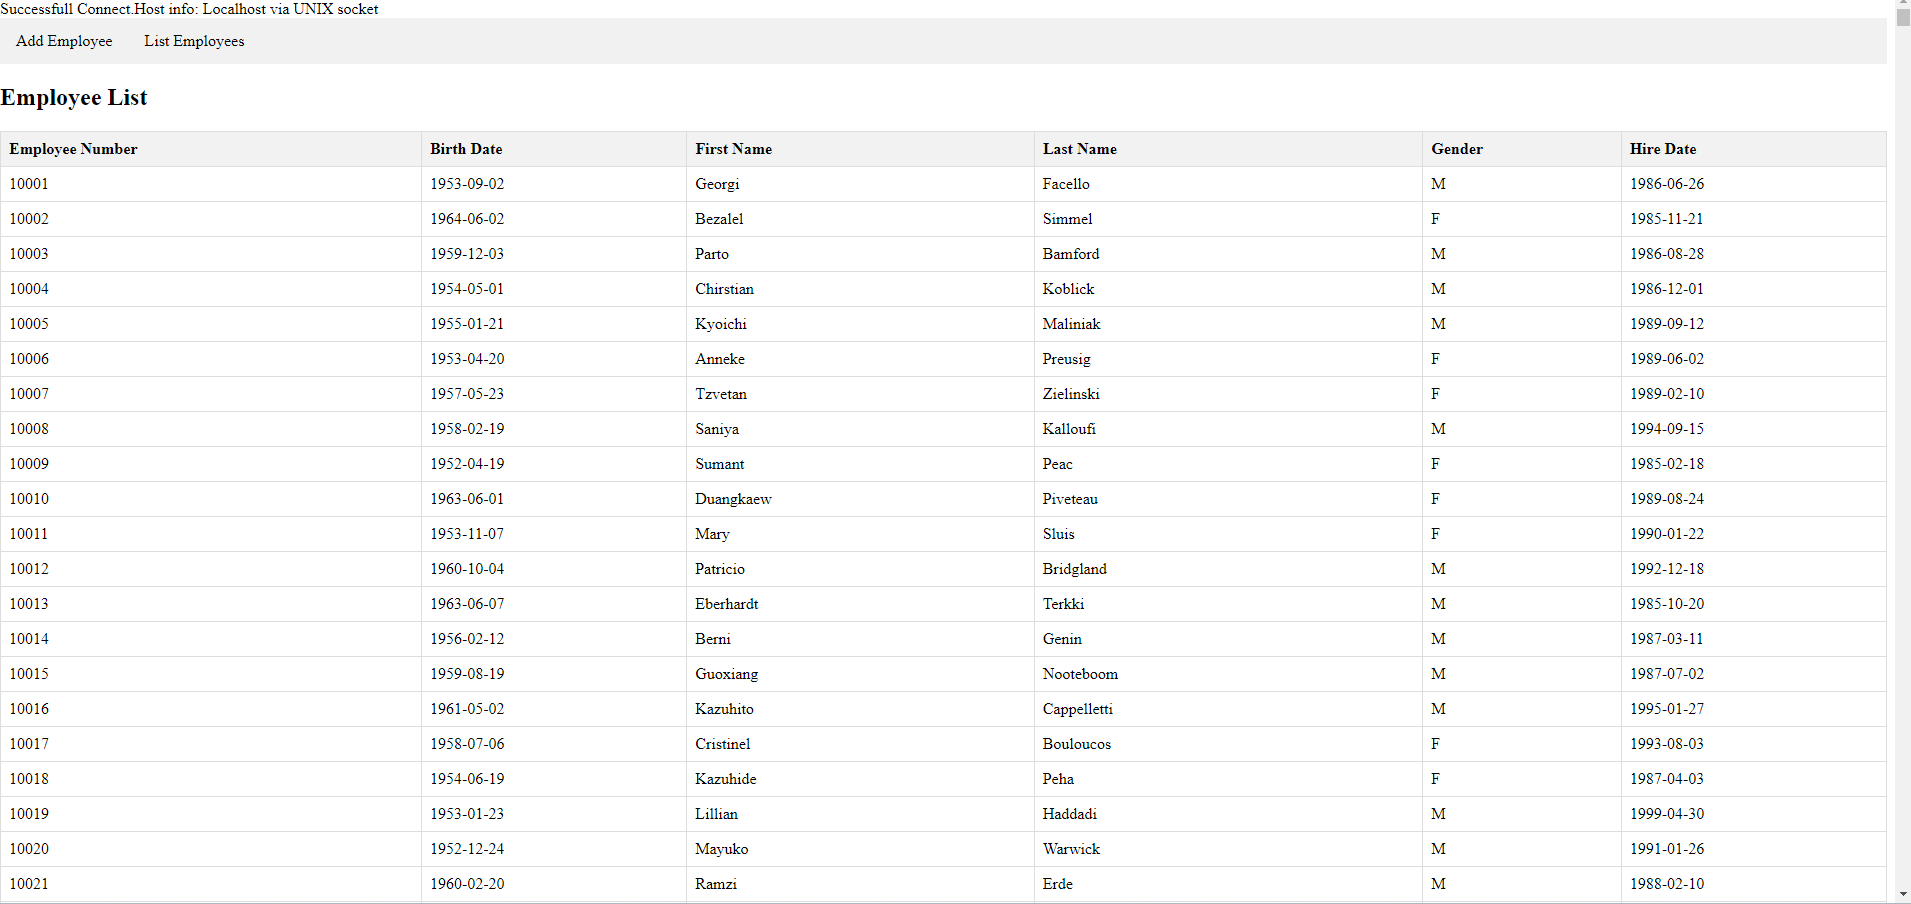 Successfull Connect.Host info: Localhost via UNIX socket
Add Employee List Employees
Employee List
Employee Number Birth Date First Name Last Name Gender Hire Date
10001 1953-09-02 Georgi Facello M 1986-06-26
10002 1964-06-02 Bezalel Simmel F 1985-11-21
10003 1959-12-03 Parto Bamford M 1986-08-28
10004 1954-05-01 Chirstian Koblick M 1986-12-01
10005 1955-01-21 Kyoichi Maliniak M 1989-09-12
10006 1953-04-20 Anneke Preusig F 1989-06-02
10007 1957-05-23 Tzvetan Zielinski F 1989-02-10
10008 1958-02-19 Saniya Kalloufi M 1994-09-15
10009 1952-04-19 Sumant Peac F 1985-02-18
10010 1963-06-01 Duangkaew Piveteau F 1989-08-24
10011 1953-11-07 Mary Sluis F 1990-01-22
10012 1960-10-04 Patricio Bridgland M 1992-12-18
10013 1963-06-07 Eberhardt Terkki M 1985-10-20
10014 1956-02-12 Berni Genin M 1987-03-11
10015 1959-08-19 Guoxiang Nooteboom M 1987-07-02
10016 1961-05-02 Kazuhito Cappelletti M 1995-01-27
10017 1958-07-06 Cristinel Bouloucos F 1993-08-03
10018 1954-06-19 Kazuhide Peha F 1987-04-03
10019 1953-01-23 Lillian Haddadi M 1999-04-30
10020 1952-12-24 Mayuko Warwick M 1991-01-26
10021 1960-02-20 Ramzi Erde M 1988-02-10